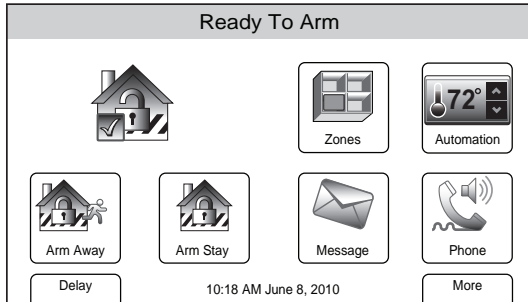 Ready To Arm
72°
Zones
Automation
Arm Away
Arm Stay
Message
Phone
Delay
10:18 AM June 8, 2010
More